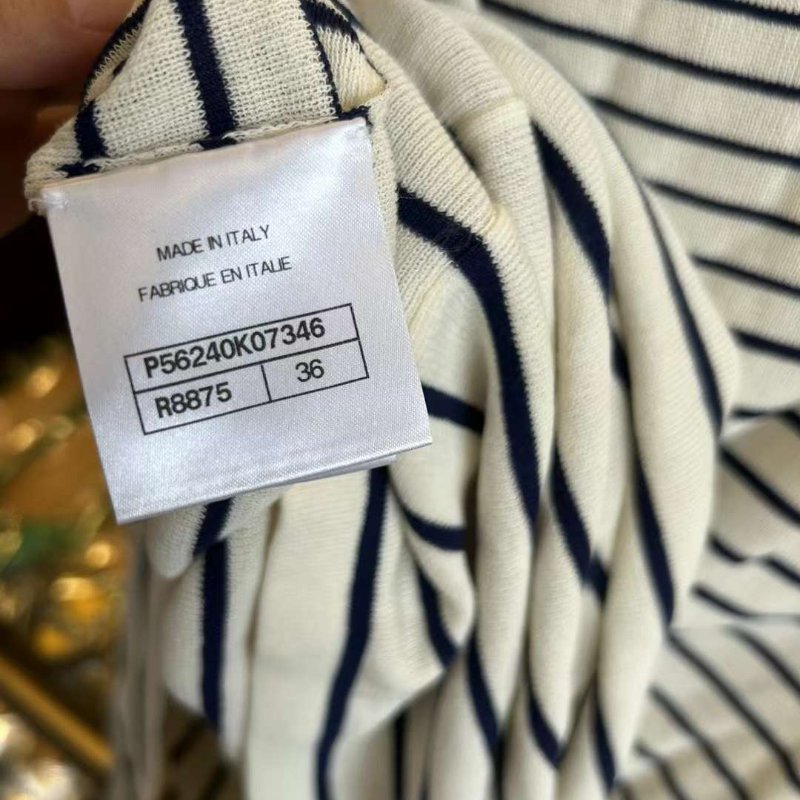 MADE IN ITALY
FABRIQUE EN ITALIE
P56240K07346
R8875 36